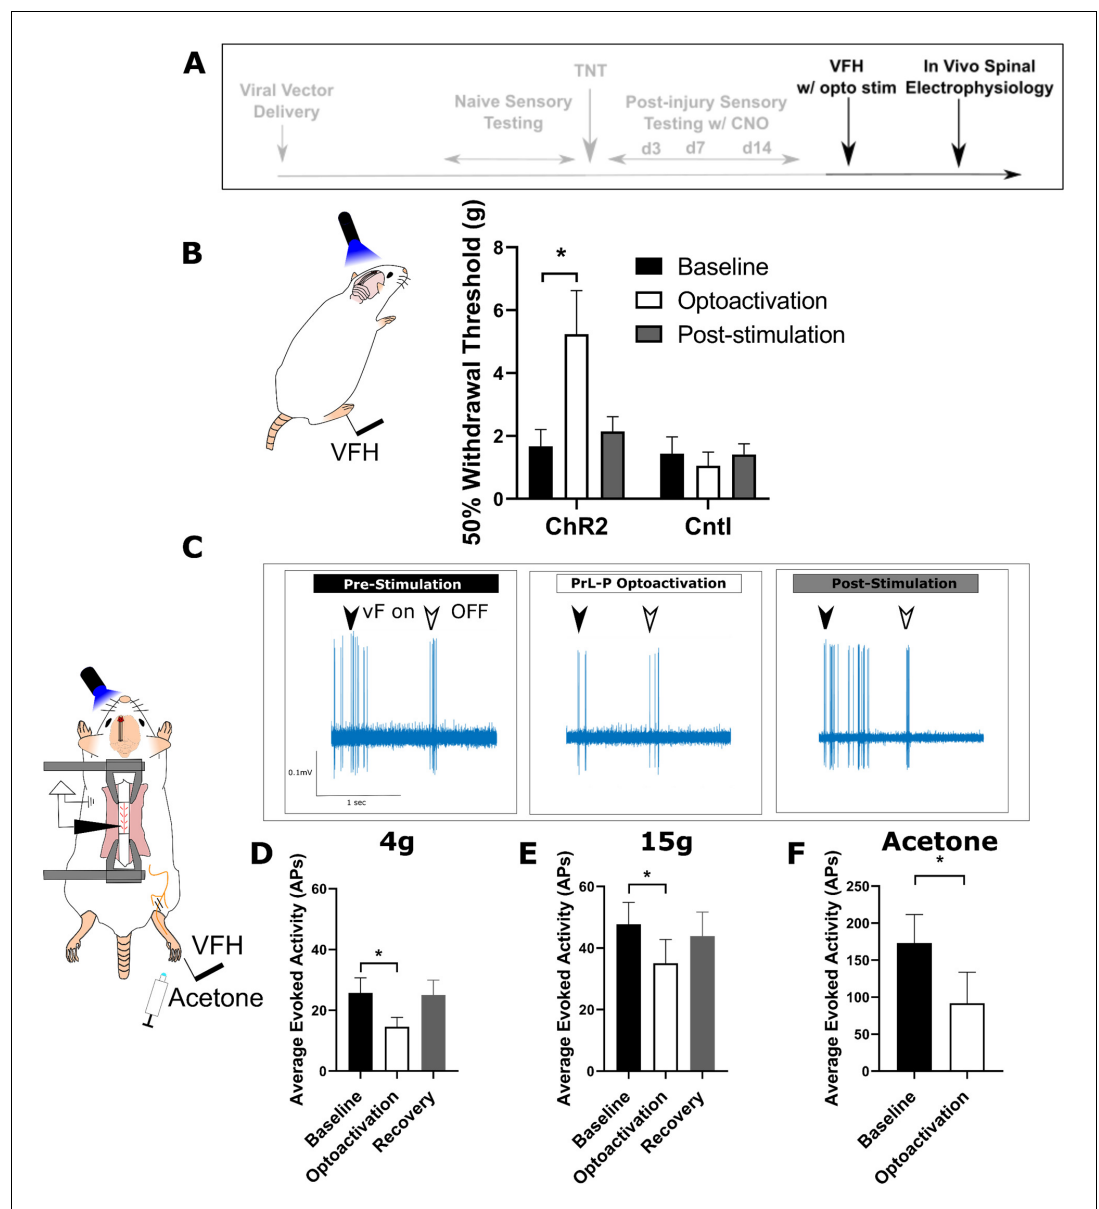 A
Viral Vector
Delivery
Naive Sensory
Testing
TNT
Post-injury Sensory
Testing w/ CNO
d3 d7 d14
VFH
w/ opto stim
In Vivo Spinal
Electrophysiology
B
VFH
50% Withdrawal Threshold (g)
8
6
4
2
0
*
Baseline
Optoactivation
Post-stimulation
ChR2
Cntl
C
Pre-Stimulation
vF on OFF
0.1mV
1 sec
PrL-P Optoactivation
Post-Stimulation
VFH
Acetone
D
4g
Average Evoked Activity (APs)
60
40
20
0
*
Baseline
Optoactivation
Recovery
E
15g
Average Evoked Activity (APs)
60
40
20
0
*
Baseline
Optoactivation
Recovery
F
Acetone
Average Evoked Activity (APs)
250
200
150
100
50
0
*
Baseline
Optoactivation